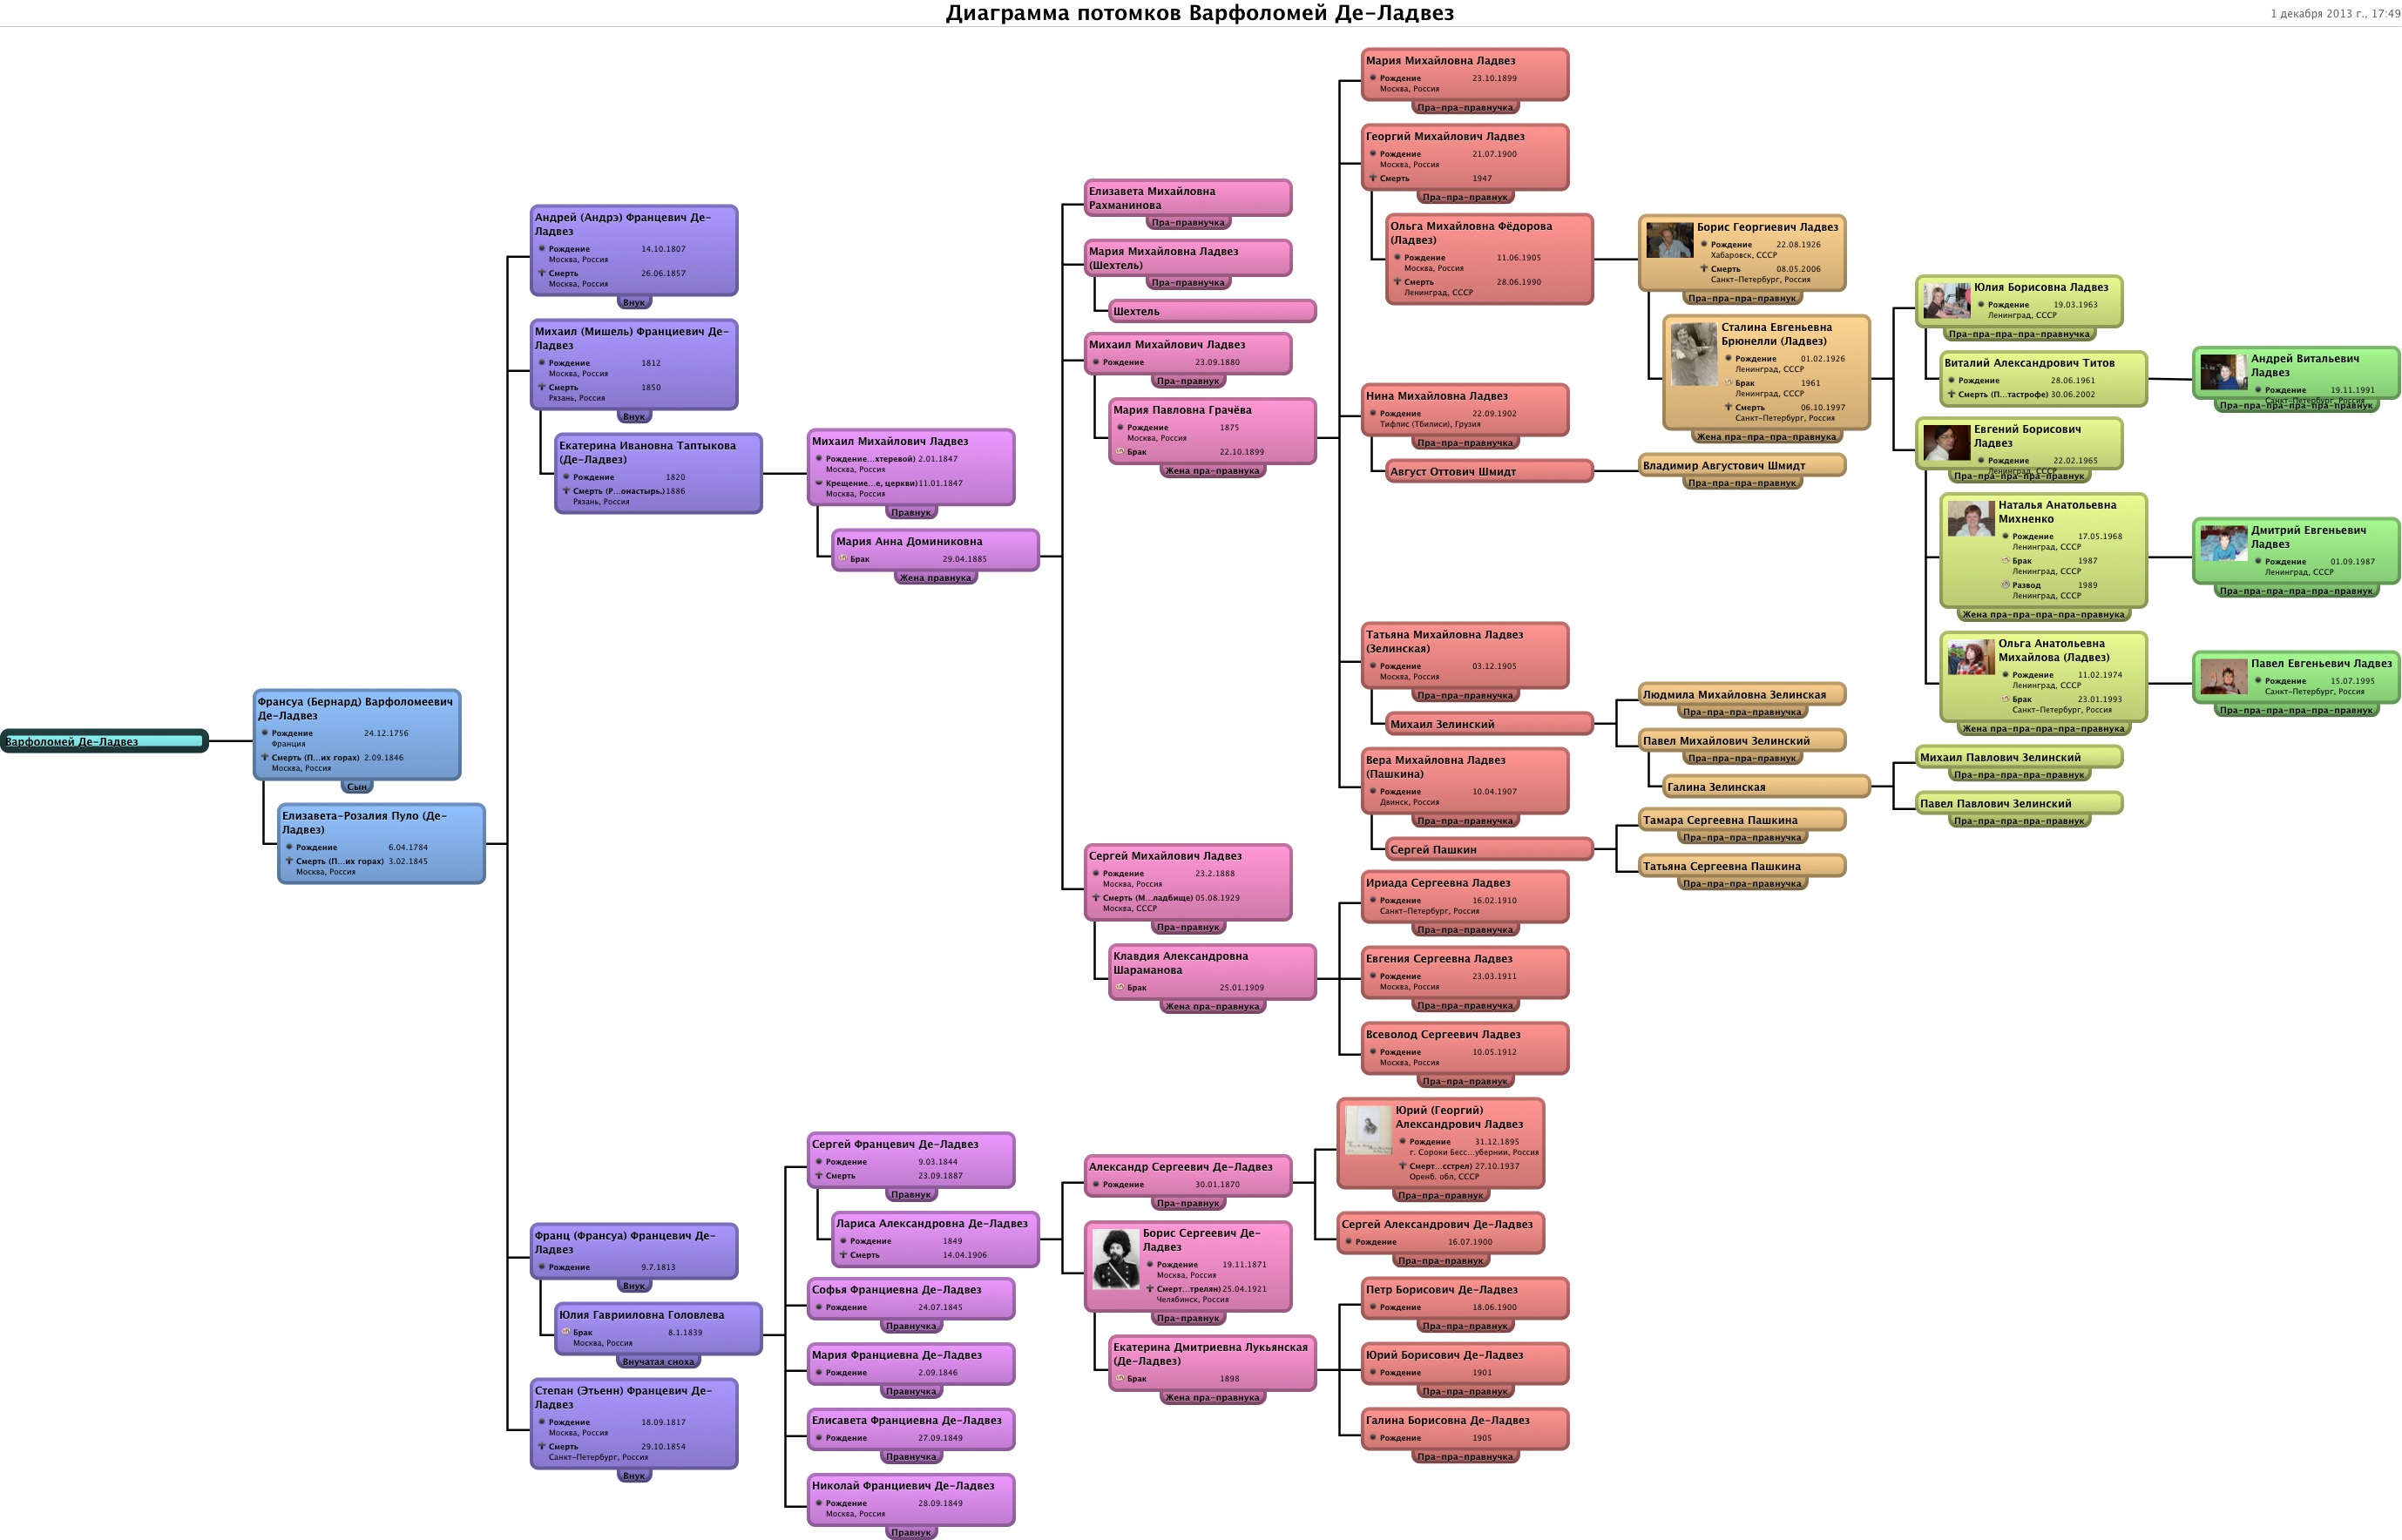 Диаграмма потомков Варфоломей Де-Ладвез
1 декабря 2013 г., 17:49
Варфоломей Де-Ладвез
Франсуа (Бернард) Варфоломеевич
Де-Ладвез
Рождение 24.12.1756
Франция
Смерть (П...их горах) 2.09.1846
Москва, Россия
Сын
Елизавета-Розалия Пуло (Де-
Ладвез)
Рождение 6.04.1784
Смерть (П...их горах) 3.02.1845
Москва, Россия
Андрей (Андрэ) Францевич Де-
Ладвез
Рождение 14.10.1807
Москва, Россия
Смерть 26.06.1857
Москва, Россия
Внук
Михаил (Мишель) Франциевич Де-
Ладвез
Рождение 1812
Москва, Россия
Смерть 1850
Рязань, Россия
Внук
Екатерина Ивановна Таптыкова
(Де-Ладвез)
Рождение 1820
Смерть (Р...онастырь.) 1886
Рязань, Россия
Франц (Франсуа) Францевич Де-
Ладвез
Рождение 9.7.1813
Внук
Юлия Гаврииловна Головлева
Брак 8.1.1839
Москва, Россия
Внучатая сноха
Степан (Этьенн) Францевич Де-
Ладвез
Рождение 18.09.1817
Москва, Россия
Смерть 29.10.1854
Санкт-Петербург, Россия
Внук
Михаил Михайлович Ладвез
Рождение...хтеревой) 2.01.1847
Москва, Россия
Крещение...е, церкви) 11.01.1847
Москва, Россия
Правнук
Мария Анна Доминиковна
Брак 29.04.1885
Жена правнука
Сергей Францевич Де-Ладвез
Рождение 9.03.1844
Смерть 23.09.1887
Правнук
Лариса Александровна Де-Ладвез
Рождение 1849
Смерть 14.04.1906
Софья Франциевна Де-Ладвез
Рождение 24.07.1845
Правнучка
Мария Франциевна Де-Ладвез
Рождение 2.09.1846
Правнучка
Елисавета Франциевна Де-Ладвез
Рождение 27.09.1849
Правнучка
Николай Франциевич Де-Ладвез
Рождение 28.09.1849
Москва, Россия
Правнук
Елизавета Михайловна
Рахманинова
Пра-правнучка
Мария Михайловна Ладвез
(Шехтель)
Пра-правнучка
Шехтель
Михаил Михайлович Ладвез
Рождение 23.09.1880
Пра-правнук
Мария Павловна Грачёва
Рождение 1875
Москва, Россия
Брак 22.10.1899
Жена пра-правнука
Сергей Михайлович Ладвез
Рождение 23.2.1888
Москва, Россия
Смерть (М...ладбище) 05.08.1929
Москва, СССР
Пра-правнук
Клавдия Александровна
Шараманова
Брак 25.01.1909
Жена пра-правнука
Александр Сергеевич Де-Ладвез
Рождение 30.01.1870
Пра-правнук
Борис Сергеевич Де-
Ладвез
Рождение 19.11.1871
Москва, Россия
Смерт...трелян) 25.04.1921
Челябинск, Россия
Пра-правнук
Екатерина Дмитриевна Лукьянская
(Де-Ладвез)
Брак 1898
Жена пра-правнука
Мария Михайловна Ладвез
Рождение 23.10.1899
Москва, Россия
Пра-пра-правнучка
Георгий Михайлович Ладвез
Рождение 21.07.1900
Москва, Россия
Смерть 1947
Пра-пра-правнук
Ольга Михайловна Фёдорова
(Ладвез)
Рождение 11.06.1905
Москва, Россия
Смерть 28.06.1990
Ленинград, СССР
Нина Михайловна Ладвез
Рождение 22.09.1902
Тифлис (Тбилиси), Грузия
Пра-пра-правнучка
Август Оттович Шмидт
Татьяна Михайловна Ладвез
(Зелинская)
Рождение 03.12.1905
Москва, Россия
Пра-пра-правнучка
Михаил Зелинский
Вера Михайловна Ладвез
(Пашкина)
Рождение 10.04.1907
Двинск, Россия
Пра-пра-правнучка
Сергей Пашкин
Ириада Сергеевна Ладвез
Рождение 16.02.1910
Санкт-Петербург, Россия
Пра-пра-правнучка
Евгения Сергеевна Ладвез
Рождение 23.03.1911
Москва, Россия
Пра-пра-правнучка
Всеволод Сергеевич Ладвез
Рождение 10.05.1912
Москва, Россия
Пра-пра-правнук
Юрий (Георгий)
Александрович Ладвез
Рождение 31.12.1895
г. Сороки Бесс...убернии, Россия
Смерт...сстрел) 27.10.1937
Оренб. обл, СССР
Пра-пра-правнук
Сергей Александрович Де-Ладвез
Рождение 16.07.1900
Пра-пра-правнук
Петр Борисович Де-Ладвез
Рождение 18.06.1900
Пра-пра-правнук
Юрий Борисович Де-Ладвез
Рождение 1901
Пра-пра-правнук
Галина Борисовна Де-Ладвез
Рождение 1905
Пра-пра-правнучка
Борис Георгиевич Ладвез
Рождение 22.08.1926
Хабаровск, СССР
Смерть 08.05.2006
Санкт-Петербург, Россия
Пра-пра-пра-правнук
Сталина Евгеньевна
Брюнелли (Ладвез)
Рождение 01.02.1926
Ленинград, СССР
Брак 1961
Ленинград, СССР
Смерть 06.10.1997
Санкт-Петербург, Россия
Жена пра-пра-пра-правнука
Владимир Августович Шмидт
Пра-пра-пра-правнук
Людмила Михайловна Зелинская
Пра-пра-пра-правнучка
Павел Михайлович Зелинский
Пра-пра-пра-правнук
Галина Зелинская
Тамара Сергеевна Пашкина
Пра-пра-пра-правнучка
Татьяна Сергеевна Пашкина
Пра-пра-пра-правнучка
Юлия Борисовна Ладвез
Рождение 19.03.1963
Ленинград, СССР
Пра-пра-пра-пра-правнучка
Виталий Александрович Титов
Рождение 28.06.1961
Смерть (П...тастрофе) 30.06.2002
Евгений Борисович
Ладвез
Рождение 22.02.1965
Ленинград, СССР
Пра-пра-пра-пра-правнук
Наталья Анатольевна
Михненко
Рождение 17.05.1968
Ленинград, СССР
Брак 1987
Ленинград, СССР
Развод 1989
Ленинград, СССР
Жена пра-пра-пра-пра-правнука
Ольга Анатольевна
Михайлова (Ладвез)
Рождение 11.02.1974
Ленинград, СССР
Брак 23.01.1993
Санкт-Петербург, Россия
Жена пра-пра-пра-пра-правнука
Михаил Павлович Зелинский
Пра-пра-пра-пра-правнук
Павел Павлович Зелинский
Пра-пра-пра-пра-правнук
Андрей Витальевич
Ладвез
Рождение 19.11.1991
Санкт-Петербург, Россия
Пра-пра-пра-пра-пра-правнук
Дмитрий Евгеньевич
Ладвез
Рождение 01.09.1987
Ленинград, СССР
Пра-пра-пра-пра-пра-правнук
Павел Евгеньевич Ладвез
Рождение 15.07.1995
Санкт-Петербург, Россия
Пра-пра-пра-пра-пра-правнук